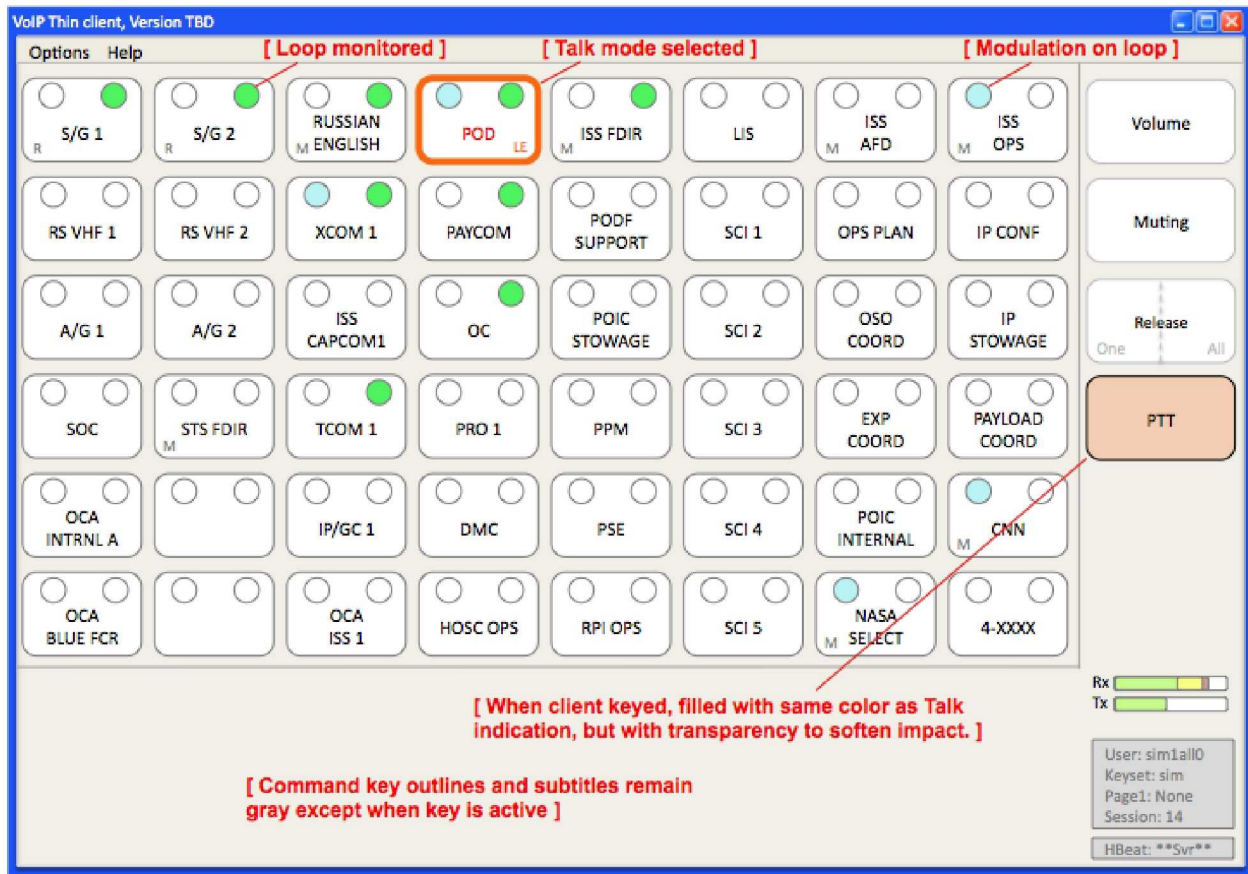 VoIP Thin client, Version TBD
Options Help
[ Loop monitored ]
[ Talk mode selected ]
[ Modulation on loop ]
S/G 1
R
S/G 2
R
RUSSIAN
M ENGLISH
POD
LE
ISS FDIR
M
LIS
ISS
M AFD
ISS
M OPS
Volume
RS VHF 1
RS VHF 2
XCOM 1
PAYCOM
PODF
SUPPORT
SCI 1
OPS PLAN
IP CONF
Muting
A/G 1
A/G 2
ISS
CAPCOM1
OC
POIC
STOWAGE
SCI 2
OSO
COORD
IP
STOWAGE
Release
One All
SOC
STS FDIR
M
TCOM 1
PRO 1
PPM
SCI 3
EXP
COORD
PAYLOAD
COORD
PTT
OCA
INTRNL A
IP/GC 1
DMC
PSE
SCI 4
POIC
INTERNAL
CNN
M
OCA
BLUE FCR
OCA
ISS 1
HOSC OPS
RPI OPS
SCI 5
NASA
M SELECT
4-XXXX
Rx
Tx
[ When client keyed, filled with same color as Talk
indication, but with transparency to soften impact. ]
[ Command key outlines and subtitles remain
gray except when key is active ]
User: sim1all0
Keyset: sim
Page1: None
Session: 14
HBeat: **Svr**